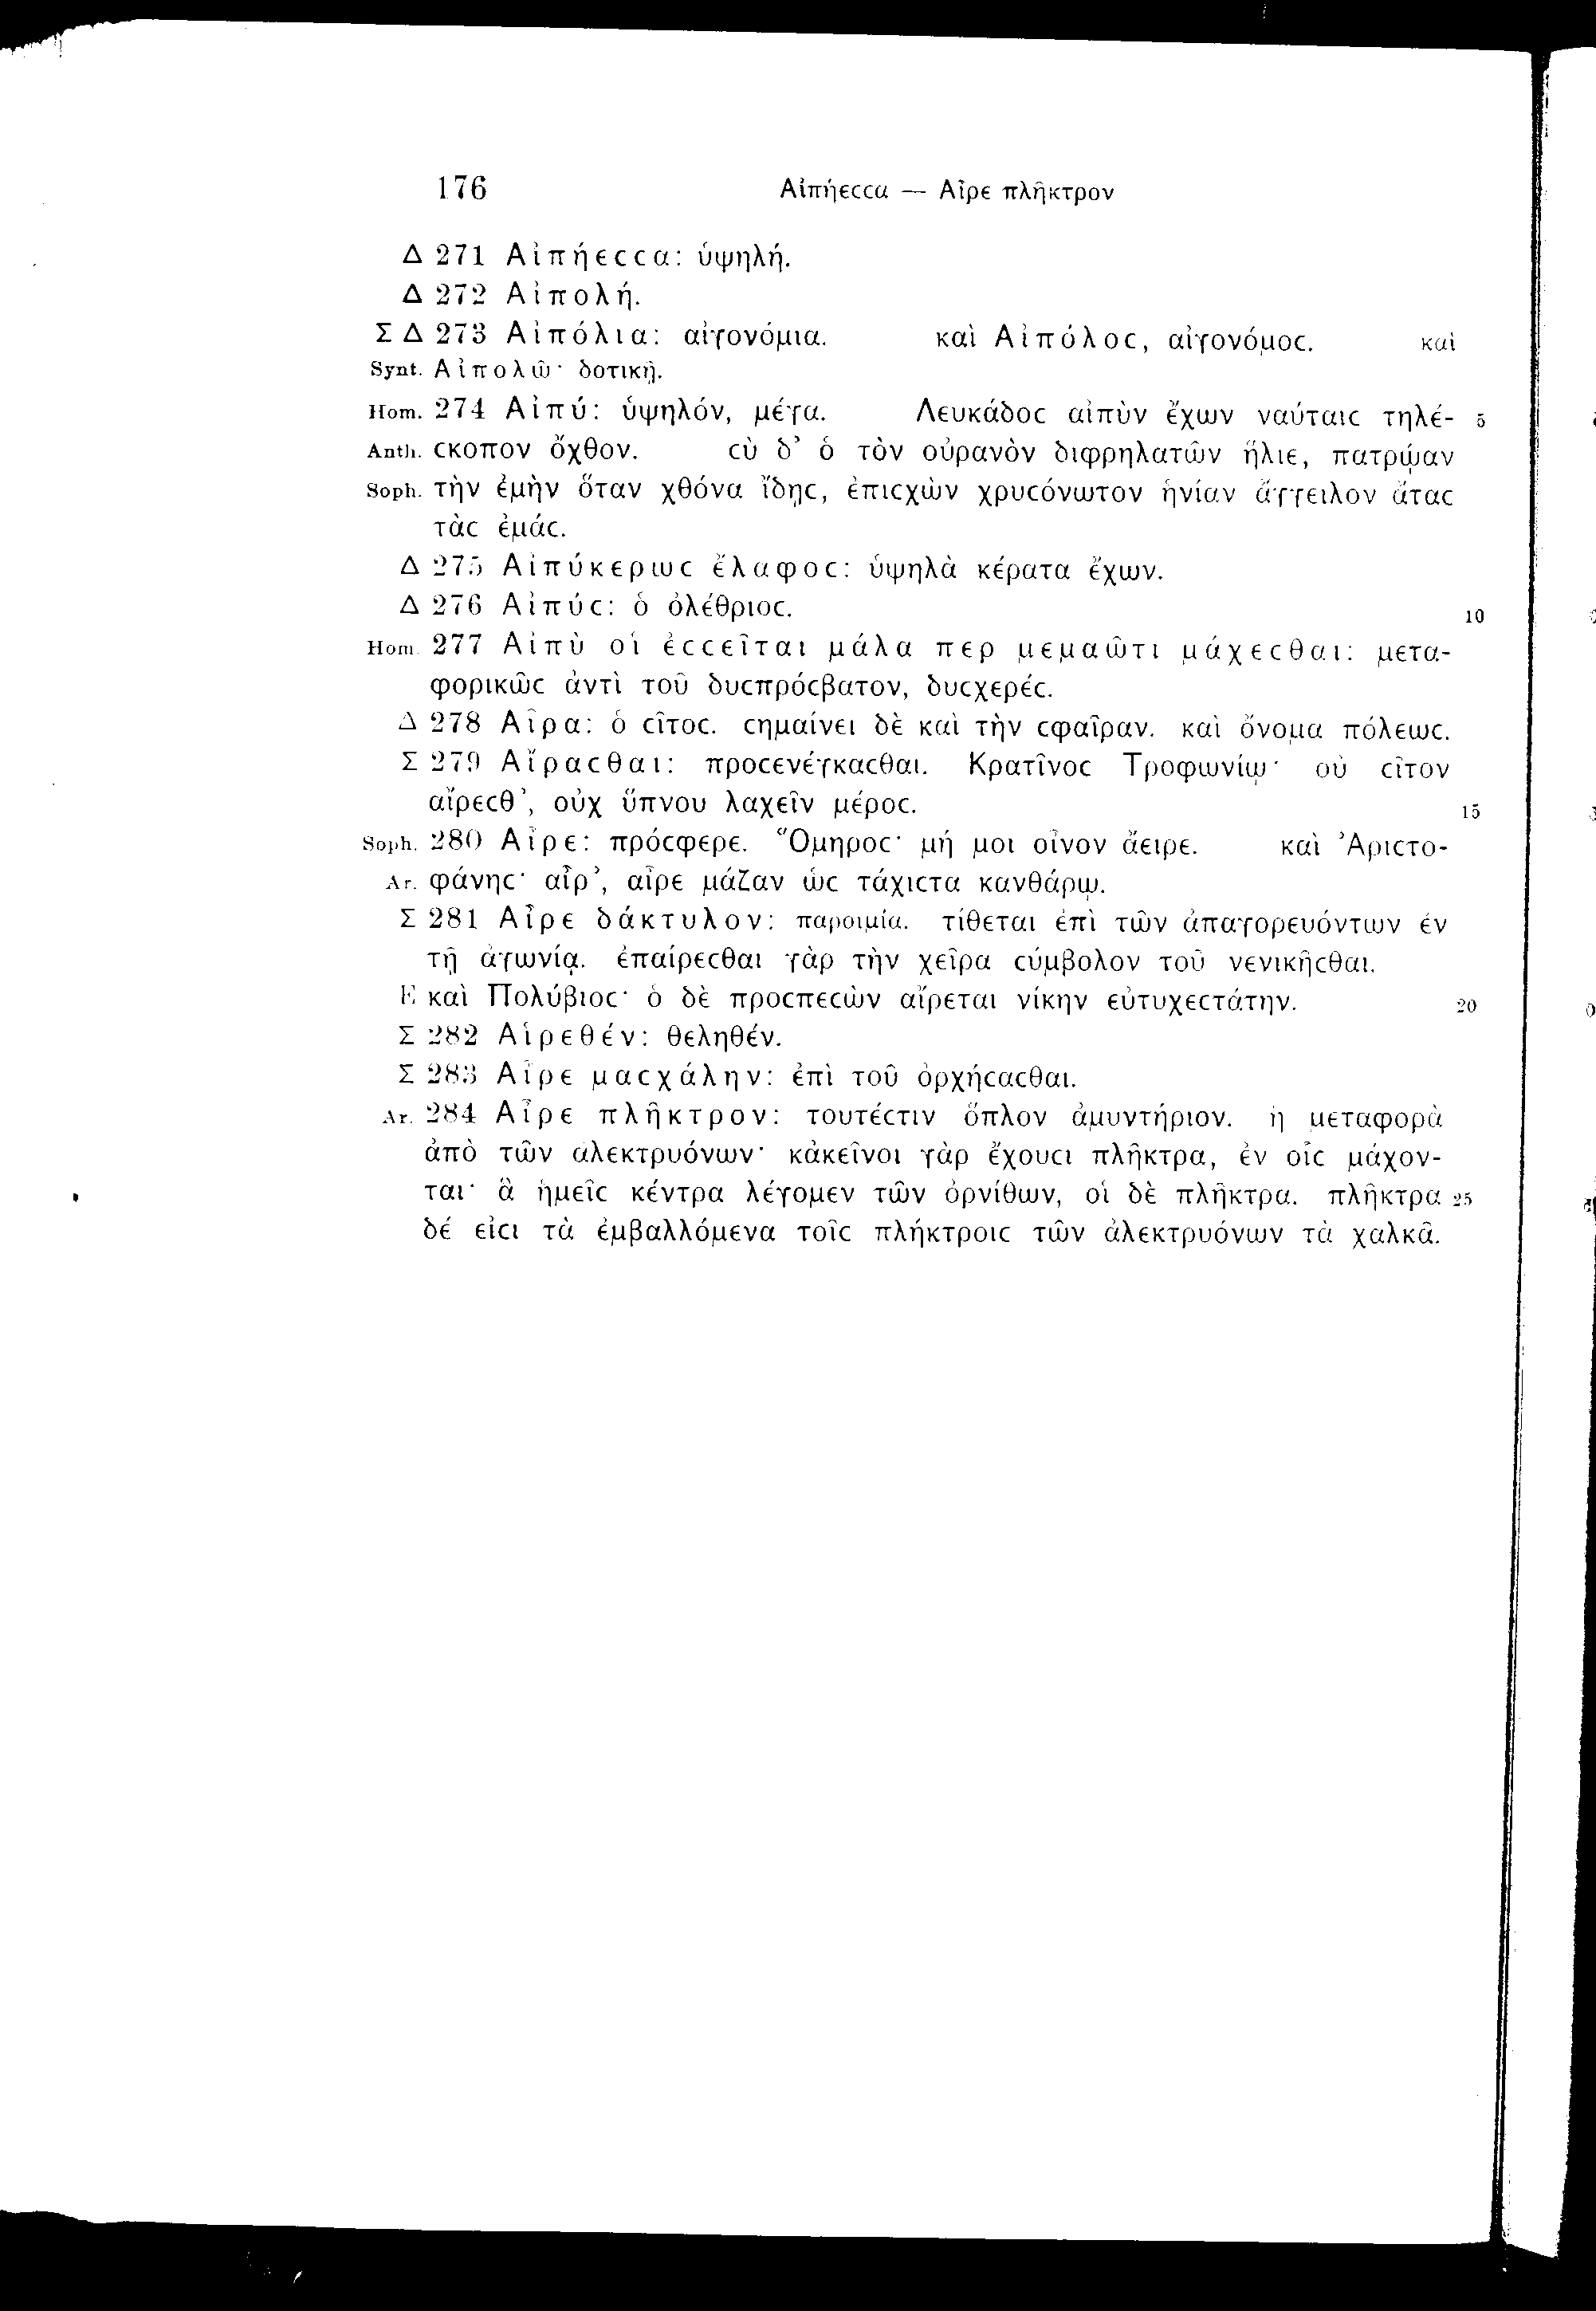 176 Αἰπήεϲϲα — Αἶρε πλῆκτρον
Δ 271 Αἰπήεϲϲα: ὑψηλή.
Δ 272 Αἰπολή.
Σ Δ 273 Αἰπόλια: αἰγονόμια. καὶ Αἰπόλοϲ, αἰγονόμοϲ. καὶ
Synt. Αἰπολῶ· δοτικῇ.
Hom. 274 Αἰπύ: ὑψηλόν, μέγα. Λευκάδοϲ αἰπὺν ἔχων ναύταιϲ τηλέ- 5
Anth. ϲκοπον ὄχθον. ϲὺ δ’ ὁ τὸν οὐρανὸν διφρηλατῶν ἥλιε, πατρῴαν
Soph. τὴν ἐμὴν ὅταν χθόνα ἴδῃϲ, ἐπιϲχὼν χρυϲόνωτον ἡνίαν ἄγγειλον ἄταϲ
τὰϲ ἐμάϲ.
Δ 275 Αἰπύκερωϲ ἔλαφοϲ: ὑψηλὰ κέρατα ἔχων.
Δ 276 Αἰπύϲ: ὁ ὀλέθριοϲ. 10
Hom. 277 Αἰπὺ οἱ ἐϲϲεῖται μάλα περ μεμαῶτι μάχεϲθαι: μετα-
φορικῶϲ ἀντὶ τοῦ δυϲπρόϲβατον, δυϲχερέϲ.
Δ 278 Αἶρα: ὁ ϲῖτοϲ. ϲημαίνει δὲ καὶ τὴν ϲφαῖραν. καὶ ὄνομα πόλεωϲ.
Σ 279 Αἴραϲθαι: προϲενέγκαϲθαι. Κρατῖνοϲ Τροφωνίῳ· οὐ ϲῖτον
αἴρεϲθ’, οὐχ ὕπνου λαχεῖν μέροϲ. 15
Soph. 280 Αἶρε: πρόϲφερε. Ὅμηροϲ· μή μοι οἶνον ἄειρε. καὶ Ἀριϲτο-
Ar. φάνηϲ· αἶρ’, αἶρε μάζαν ὡϲ τάχιϲτα κανθάρῳ.
Σ 281 Αἶρε δάκτυλον: παροιμία. τίθεται ἐπὶ τῶν ἀπαγορευόντων ἐν
τῇ ἀγωνίᾳ. ἐπαίρεϲθαι γὰρ τὴν χεῖρα ϲύμβολον τοῦ νενικῆϲθαι.
E καὶ Πολύβιοϲ· ὁ δὲ προϲπεϲὼν αἴρεται νίκην εὐτυχεϲτάτην. 20
Σ 282 Αἱρεθέν: θεληθέν.
Σ 283 Αἶρε μαϲχάλην: ἐπὶ τοῦ ὀρχήϲαϲθαι.
Ar. 284 Αἶρε πλῆκτρον: τουτέϲτιν ὅπλον ἀμυντήριον. ἡ μεταφορὰ
ἀπὸ τῶν ἀλεκτρυόνων· κἀκεῖνοι γὰρ ἔχουϲι πλῆκτρα, ἐν οἷϲ μάχον-
ται· ἃ ἡμεῖϲ κέντρα λέγομεν τῶν ὀρνίθων, οἱ δὲ πλῆκτρα. πλῆκτρα 25
δέ εἰϲι τὰ ἐμβαλλόμενα τοῖϲ πλήκτροιϲ τῶν ἀλεκτρυόνων τὰ χαλκᾶ.